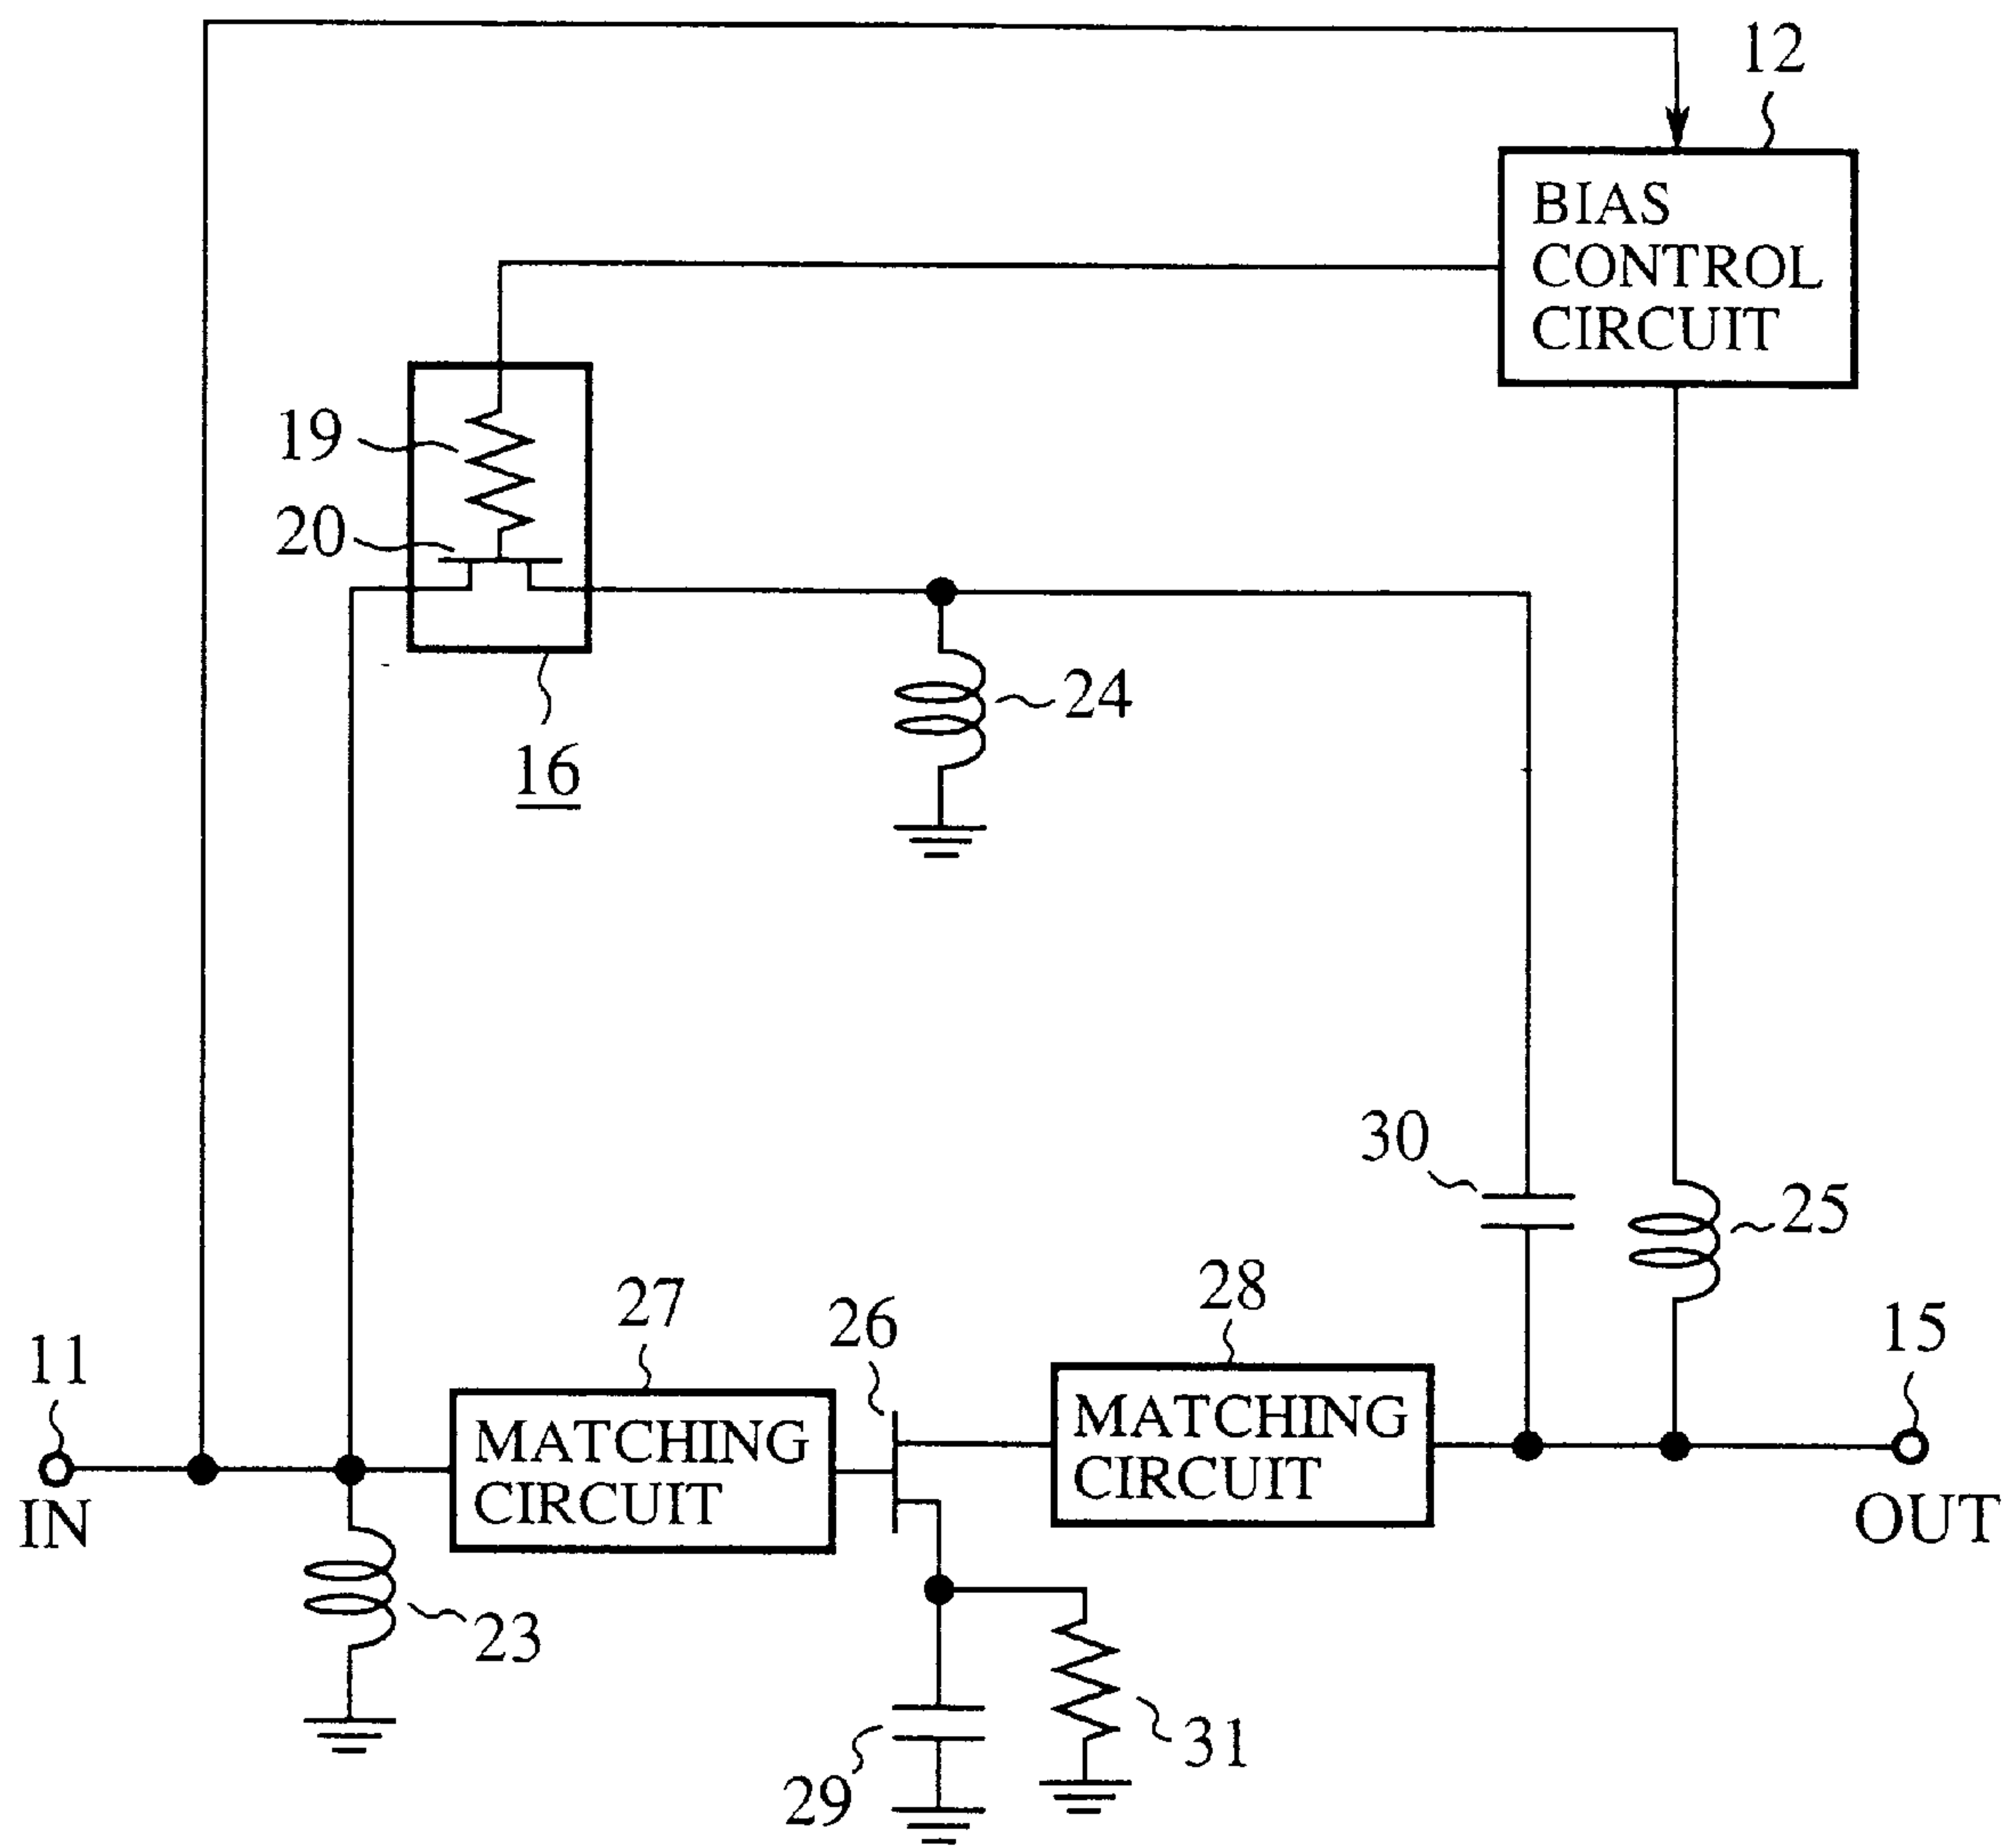 12
BIAS
CONTROL
CIRCUIT
19
20
16
24
30
25
27
26
28
15
11
MATCHING
CIRCUIT
MATCHING
CIRCUIT
IN
OUT
23
31
29